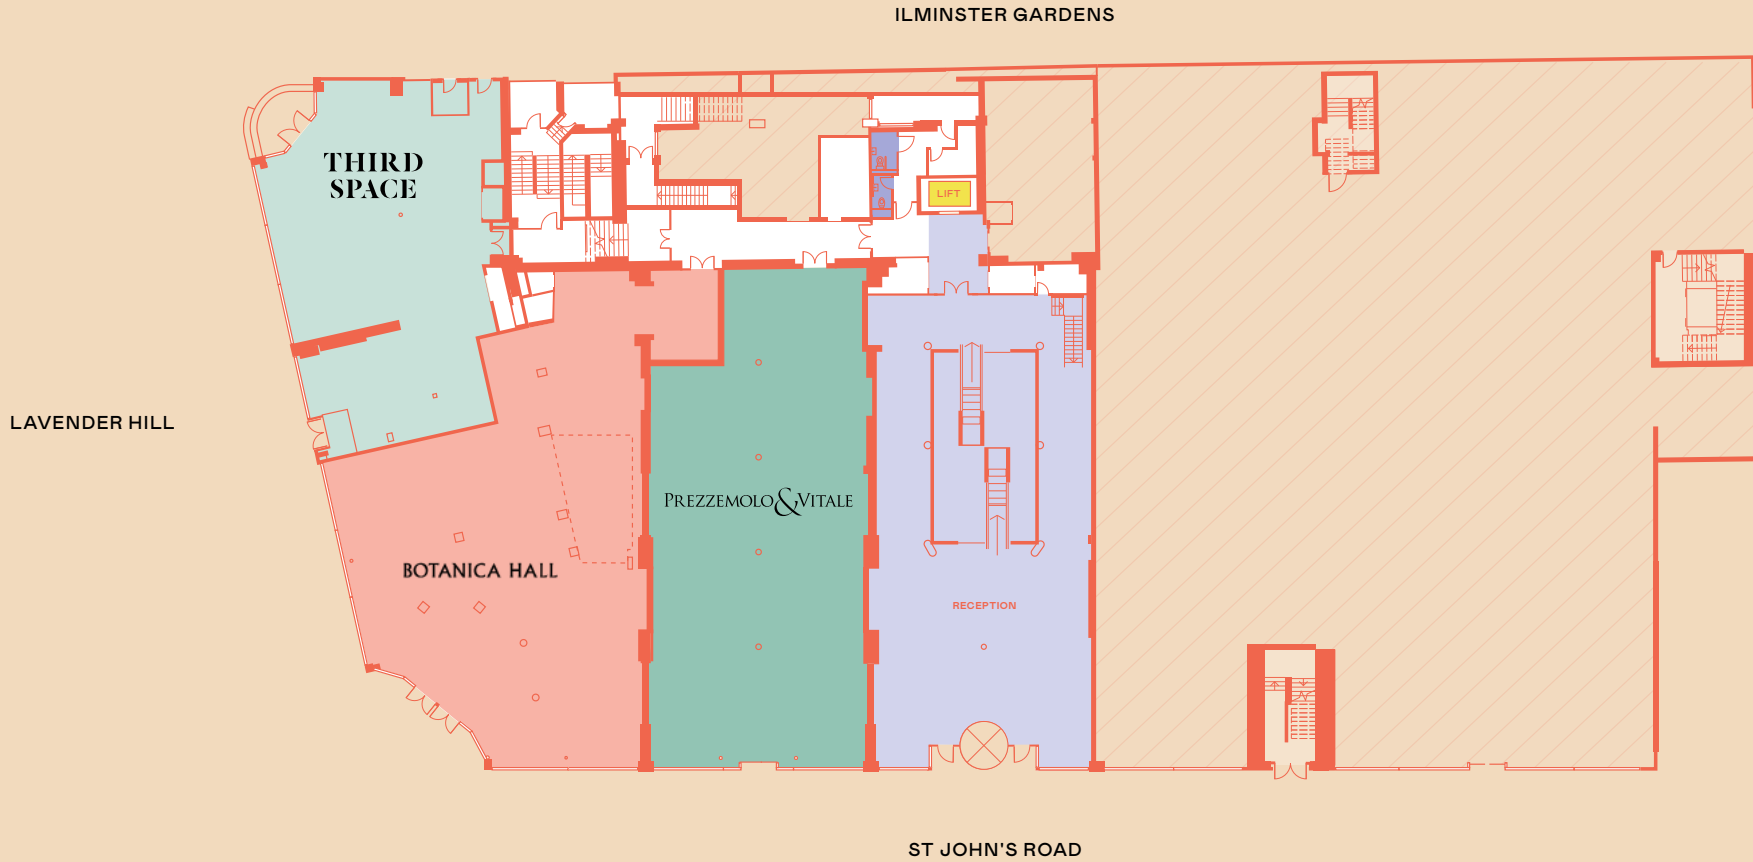 ILMINSTER GARDENS
THIRD
SPACE
LIFT
LAVENDER HILL
PREZZEMOLO&VITALE
BOTANICA HALL
RECEPTION
ST JOHN'S ROAD